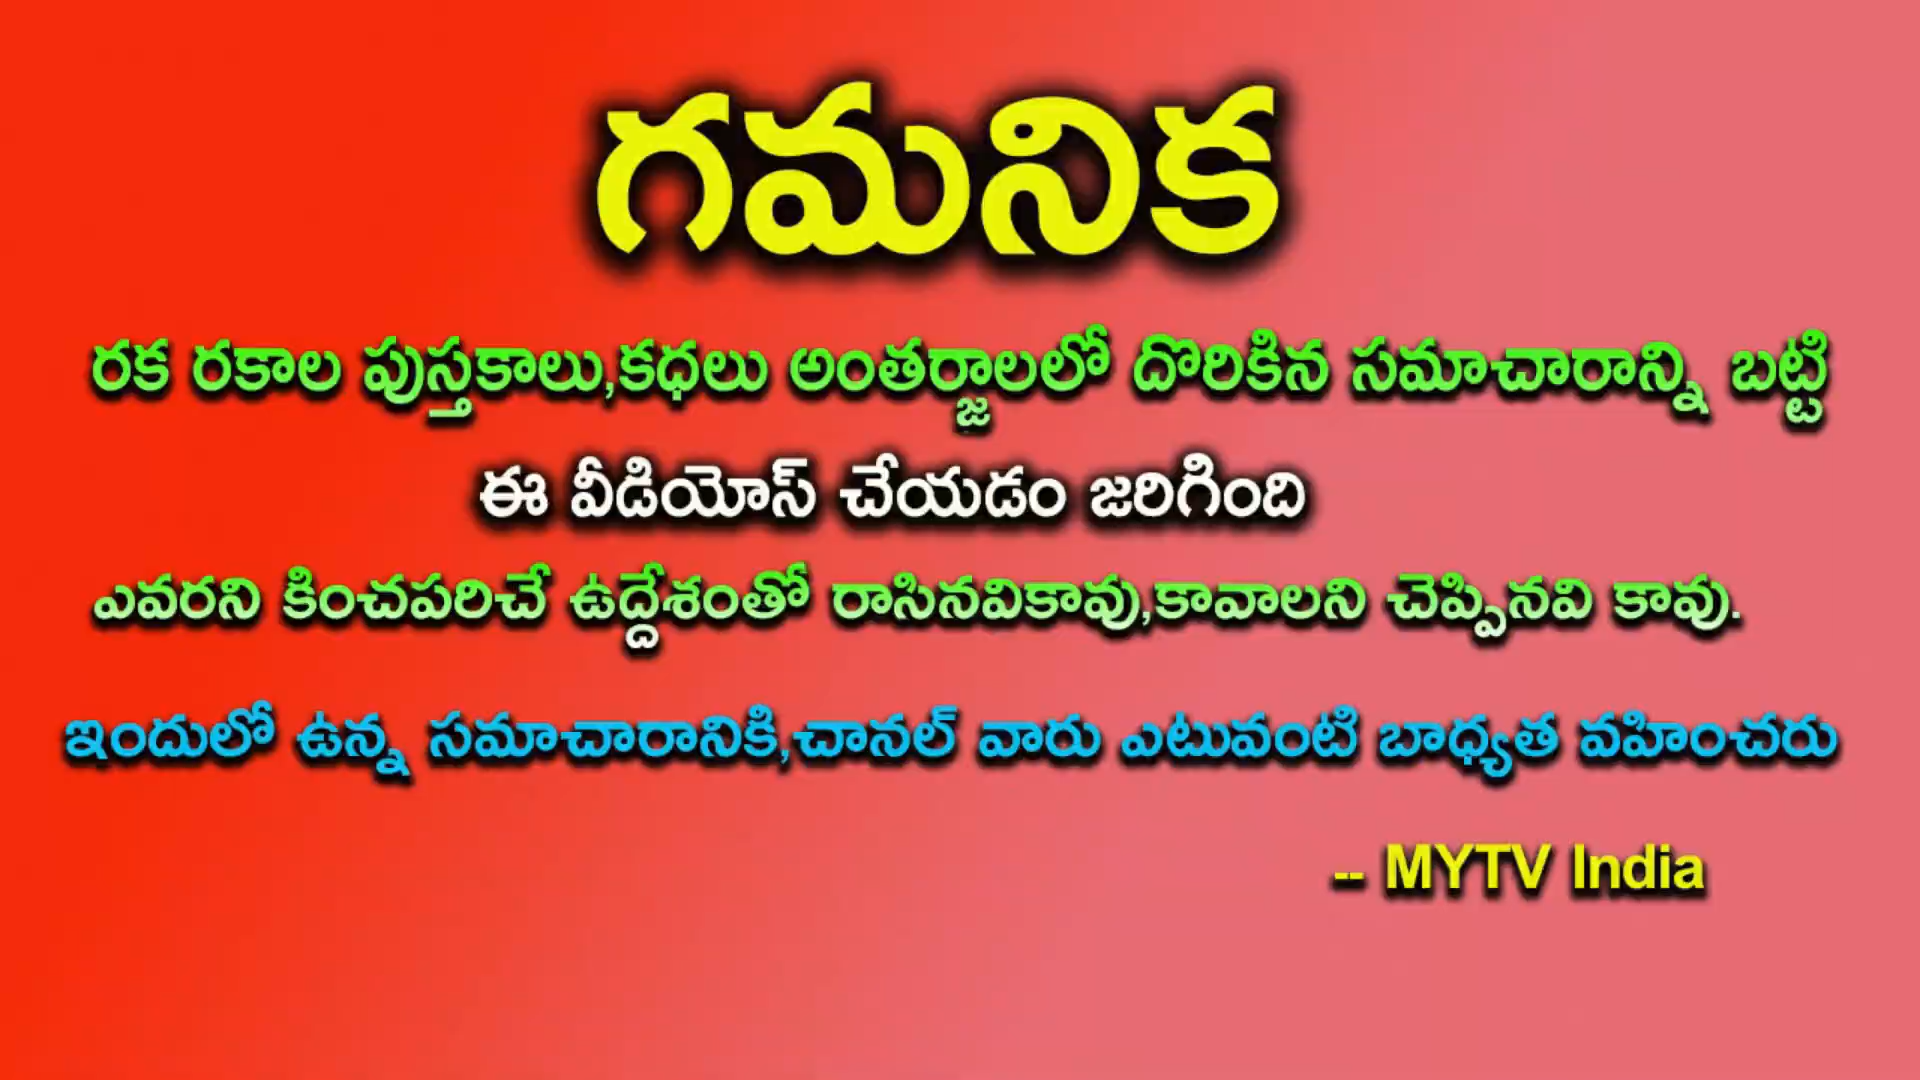 గమనిక
రక రకాల పుస్తకాలు,కధలు అంతర్జాలలో దొరికిన సమాచారాన్ని బట్టి
ఈ వీడియోస్ చేయడం జరిగింది
ఎవరని కించపరిచే ఉద్దేశంతో రాసినవికావు,కావాలని చెప్పినవి కావు.
ఇందులో ఉన్న సమాచారానికి,చానల్ వారు ఎటువంటి బాధ్యత వహించరు
-- MYTV India